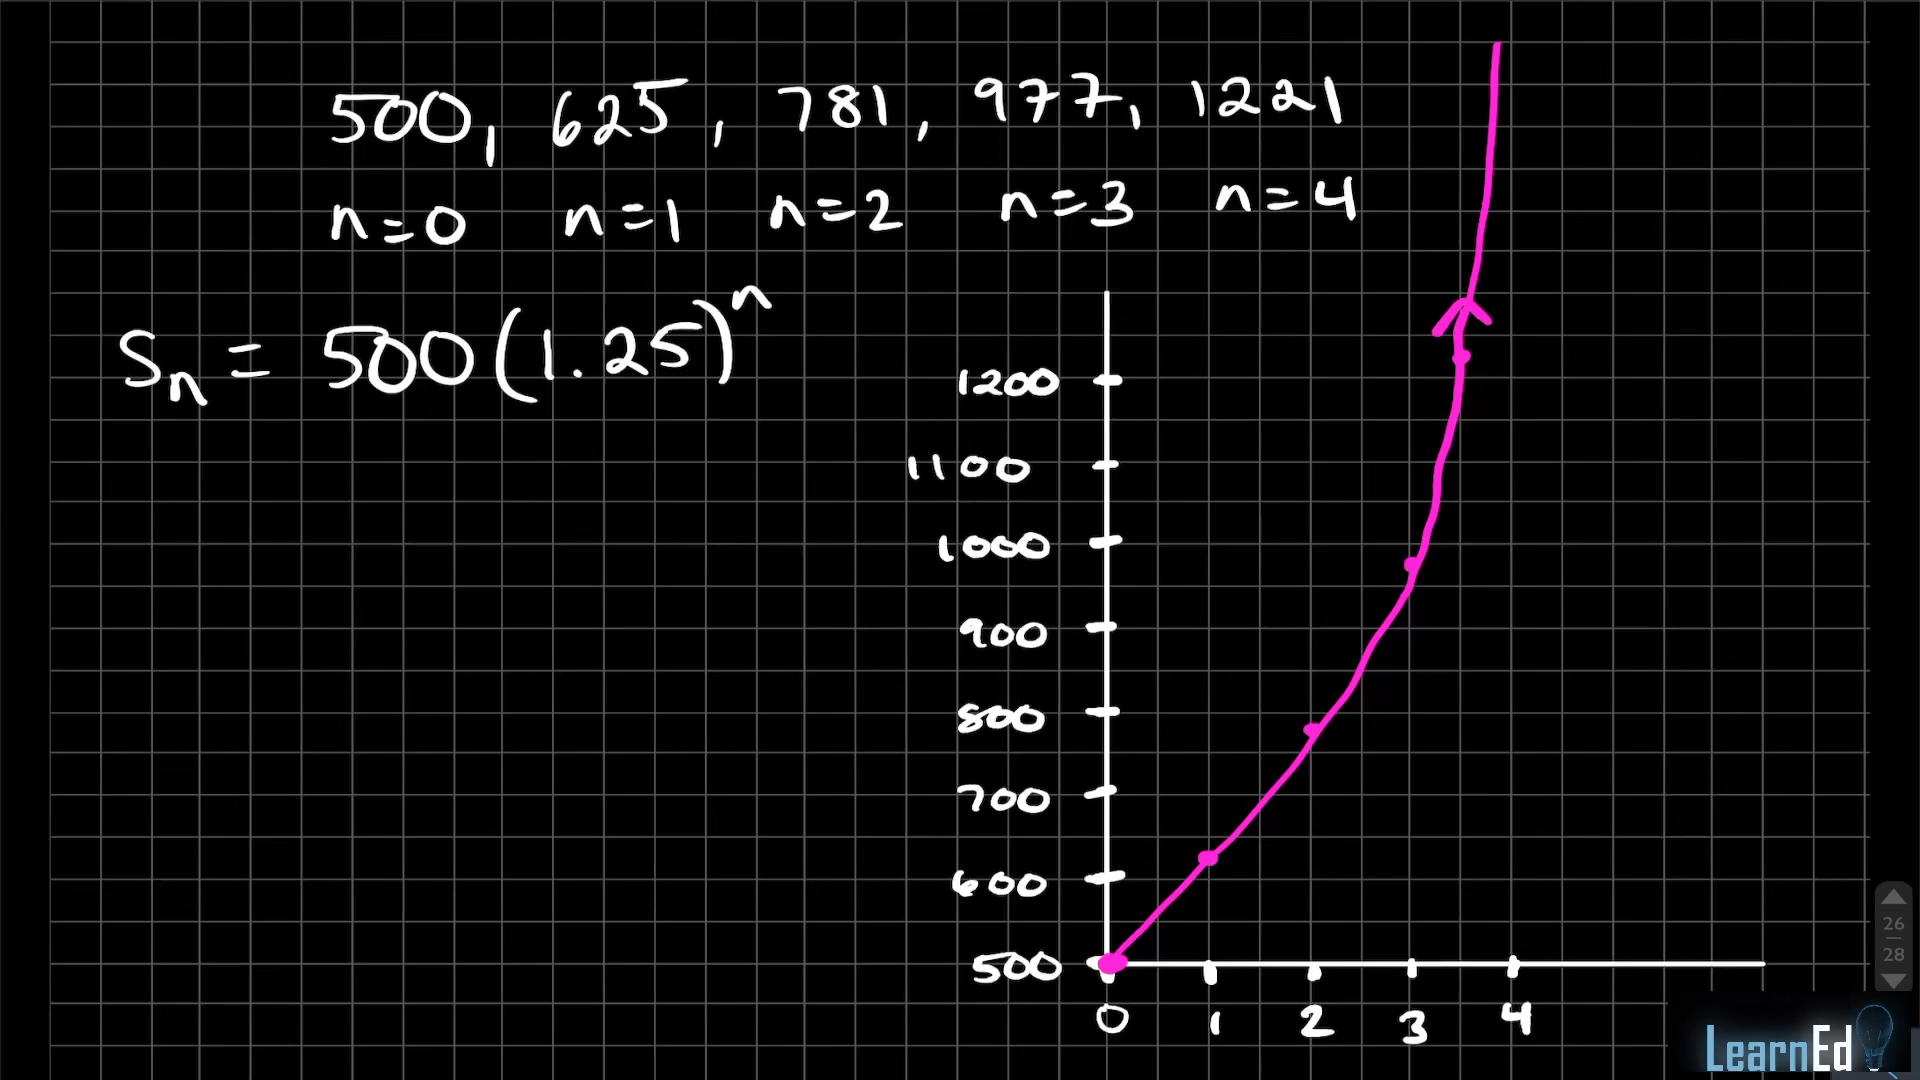 500, 625, 781, 977, 1221
n=0 n=1 n=2 n=3 n=4
Sn = 500(1.25)^n
1200
1100
1000
900
800
700
600
500
0 1 2 3 4
26
28
LearnEd